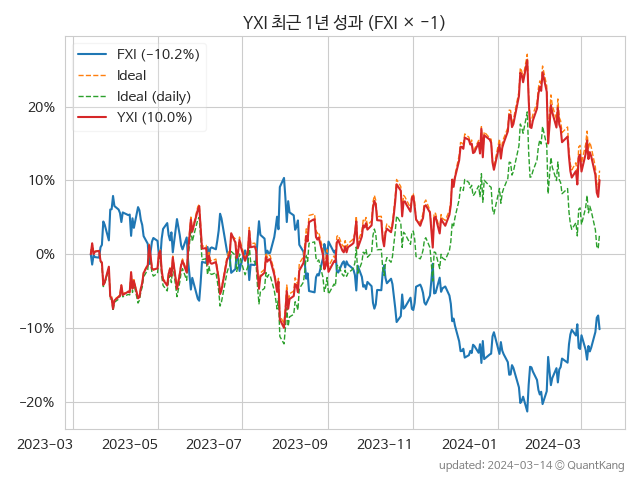 YXI 최근 1년 성과 (FXI × -1)
FXI (-10.2%)
Ideal
Ideal (daily)
YXI (10.0%)
20%
10%
0%
−10%
−20%
2023-03 2023-05 2023-07 2023-09 2023-11 2024-01 2024-03
updated: 2024-03-14 ⓒ QuantKang